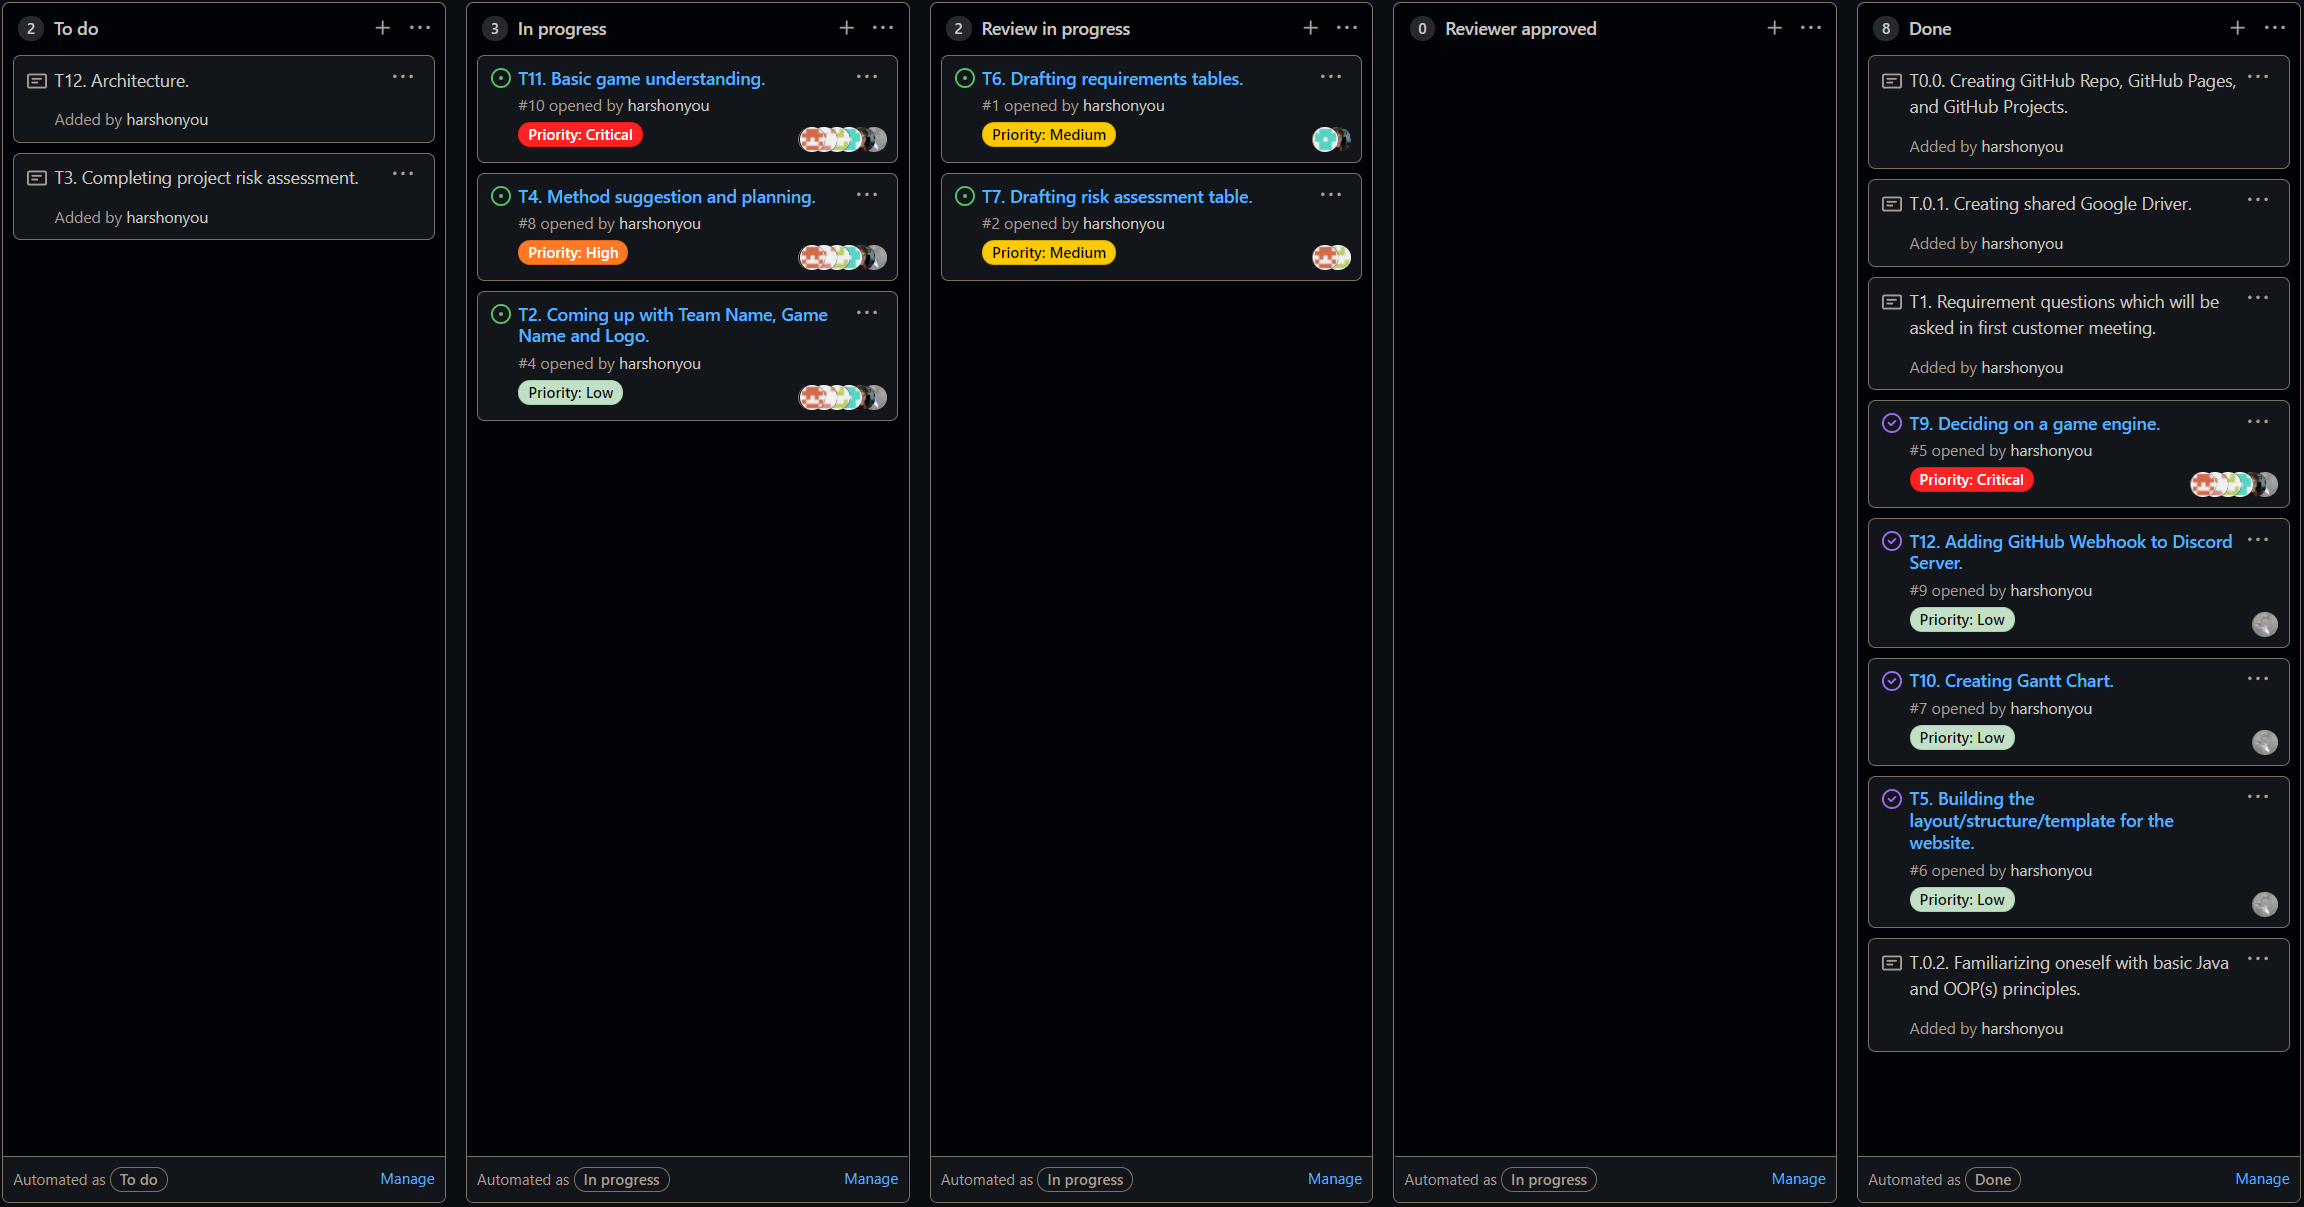 2 To do
T12. Architecture.
Added by harshonyou
T3. Completing project risk assessment.
Added by harshonyou
Automated as To do Manage
3 In progress
T11. Basic game understanding.
#10 opened by harshonyou
Priority: Critical
T4. Method suggestion and planning.
#8 opened by harshonyou
Priority: High
T2. Coming up with Team Name, Game
Name and Logo.
#4 opened by harshonyou
Priority: Low
Automated as In progress Manage
2 Review in progress
T6. Drafting requirements tables.
#1 opened by harshonyou
Priority: Medium
T7. Drafting risk assessment table.
#2 opened by harshonyou
Priority: Medium
Automated as In progress Manage
0 Reviewer approved
Automated as In progress Manage
8 Done
T0.0. Creating GitHub Repo, GitHub Pages,
and GitHub Projects.
Added by harshonyou
T.0.1. Creating shared Google Driver.
Added by harshonyou
T1. Requirement questions which will be
asked in first customer meeting.
Added by harshonyou
T9. Deciding on a game engine.
#5 opened by harshonyou
Priority: Critical
T12. Adding GitHub Webhook to Discord
Server.
#9 opened by harshonyou
Priority: Low
T10. Creating Gantt Chart.
#7 opened by harshonyou
Priority: Low
T5. Building the
layout/structure/template for the
website.
#6 opened by harshonyou
Priority: Low
T.0.2. Familiarizing oneself with basic Java
and OOP(s) principles.
Added by harshonyou
Automated as Done Manage